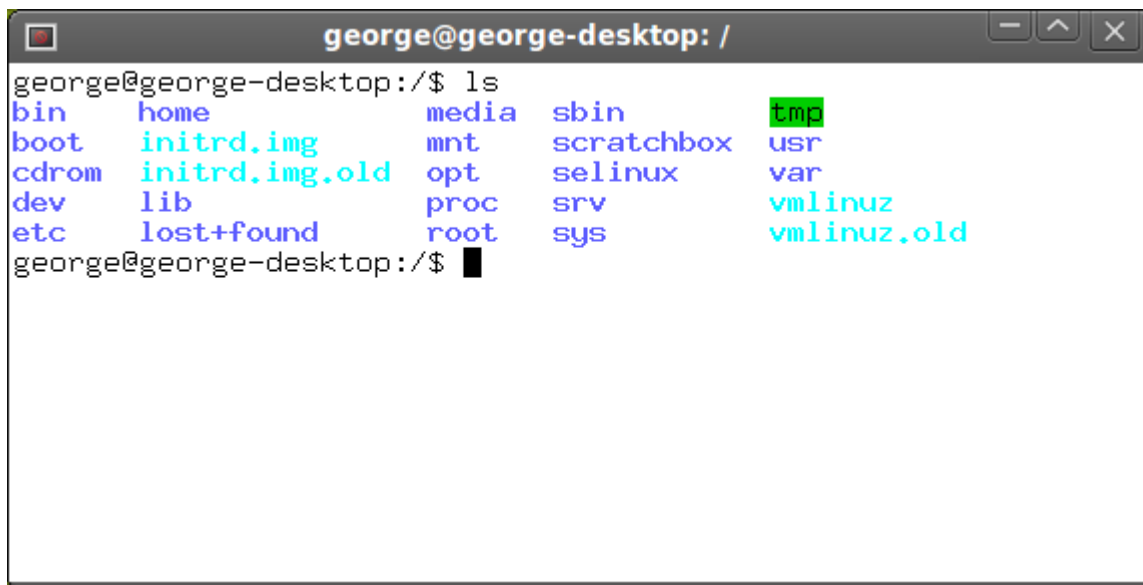 george@george-desktop: /
george@george-desktop:/$ ls
bin home media sbin tmp
boot initrd.img mnt scratchbox usr
cdrom initrd.img.old opt selinux var
dev lib proc srv vmlinuz
etc lost+found root sys vmlinuz.old
george@george-desktop:/$